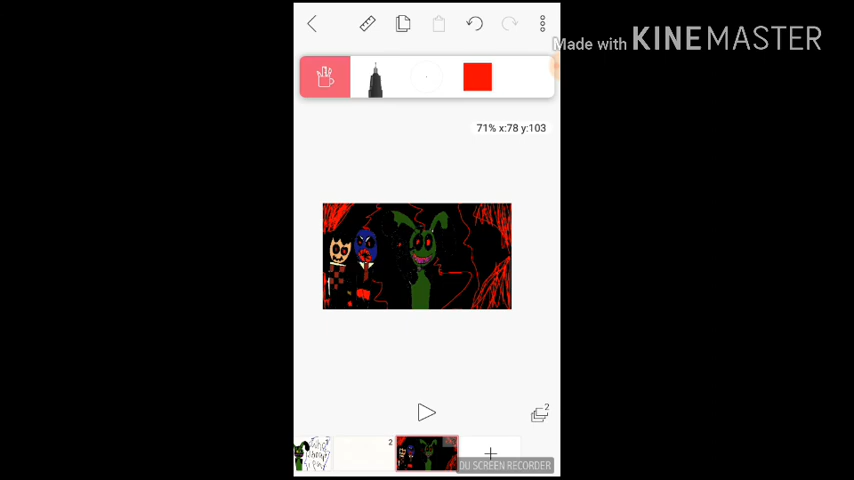 Made with KINEMASTER
71% x:78 y:103
2
2
+
DU SCREEN RECORDER